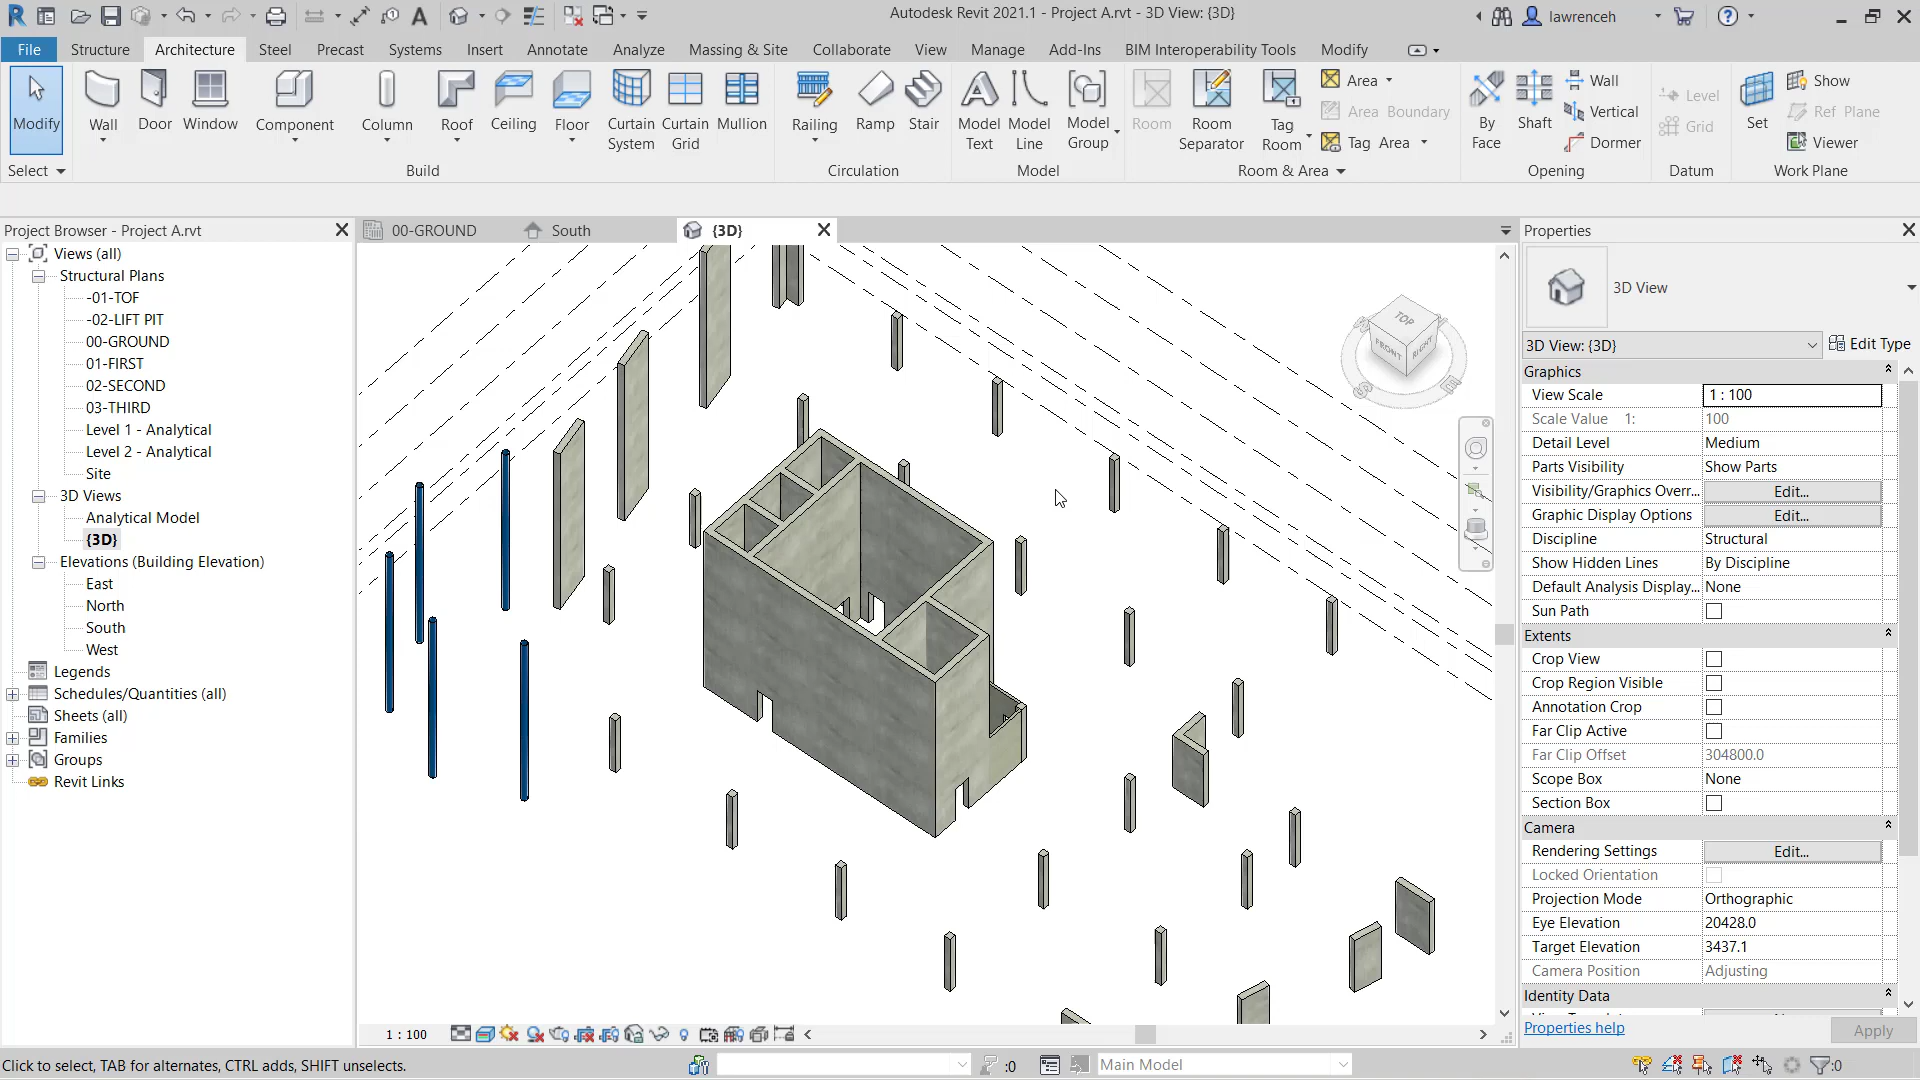 Autodesk Revit 2021.1 - Project A.rvt - 3D View: {3D}
lawrenceh
File
Structure
Architecture
Steel
Precast
Systems
Insert
Annotate
Analyze
Massing & Site
Collaborate
View
Manage
Add-Ins
BIM Interoperability Tools
Modify
Modify
Wall
Door
Window
Component
Column
Roof
Ceiling
Floor
Curtain System
Curtain Grid
Mullion
Railing
Ramp
Stair
Model Text
Model Line
Model Group
Room
Room Separator
Tag Room
Area
Area Boundary
Tag Area
By Face
Shaft
Wall
Vertical
Dormer
Level
Grid
Set
Show
Ref Plane
Viewer
Select
Build
Circulation
Model
Room & Area
Opening
Datum
Work Plane
Project Browser - Project A.rvt
Views (all)
Structural Plans
-01-TOF
-02-LIFT PIT
00-GROUND
01-FIRST
02-SECOND
03-THIRD
Level 1 - Analytical
Level 2 - Analytical
Site
3D Views
Analytical Model
{3D}
Elevations (Building Elevation)
East
North
South
West
Legends
Schedules/Quantities (all)
Sheets (all)
Families
Groups
Revit Links
00-GROUND
South
{3D}
TOP
FRONT
RIGHT
Properties
3D View
3D View: {3D}
Edit Type
Graphics
View Scale 1 : 100
Scale Value 1: 100
Detail Level Medium
Parts Visibility Show Parts
Visibility/Graphics Overr... Edit...
Graphic Display Options Edit...
Discipline Structural
Show Hidden Lines By Discipline
Default Analysis Display... None
Sun Path
Extents
Crop View
Crop Region Visible
Annotation Crop
Far Clip Active
Far Clip Offset 304800.0
Scope Box None
Section Box
Camera
Rendering Settings Edit...
Locked Orientation
Projection Mode Orthographic
Eye Elevation 20428.0
Target Elevation 3437.1
Camera Position Adjusting
Identity Data
Properties help
Apply
1 : 100
Click to select, TAB for alternates, CTRL adds, SHIFT unselects.
:0
Main Model
:0